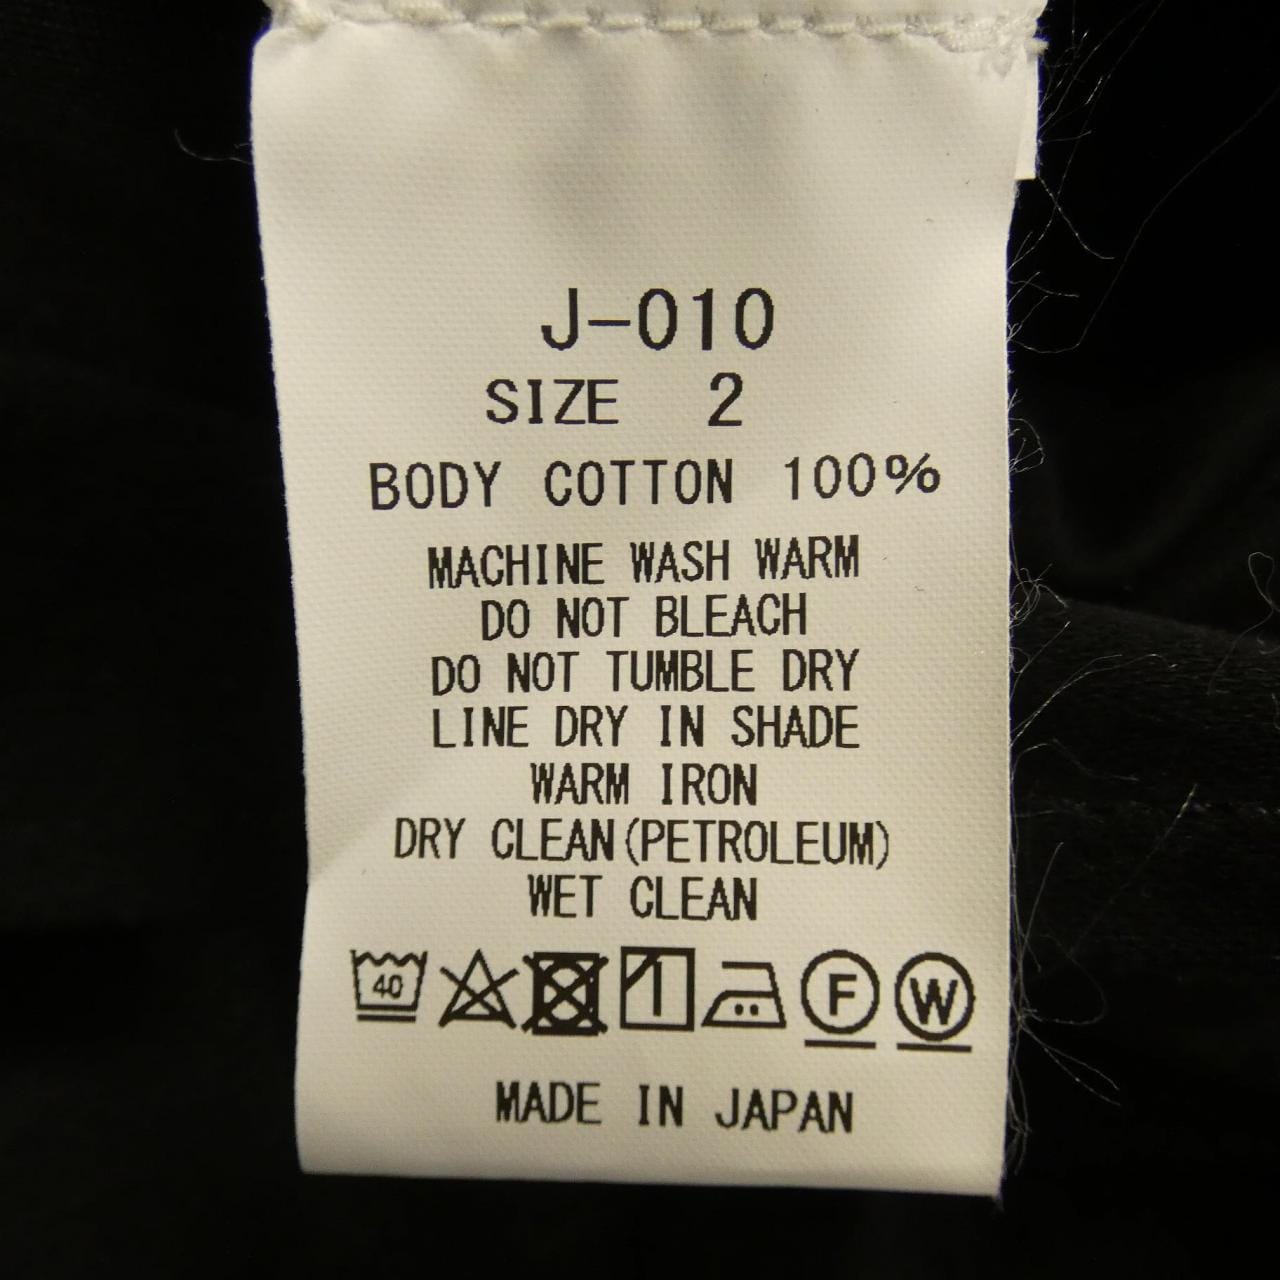 J-010
SIZE 2
BODY COTTON 100%
MACHINE WASH WARM
DO NOT BLEACH
DO NOT TUMBLE DRY
LINE DRY IN SHADE
WARM IRON
DRY CLEAN(PETROLEUM)
WET CLEAN
40 F W
MADE IN JAPAN